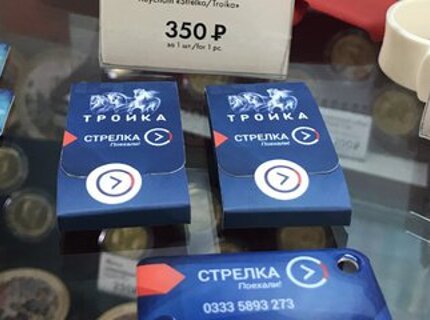 Keychain «Strelka/Troika»
350 ₽
за 1 шт./for 1 pc.
ТРОЙКА
СТРЕЛКА
Поехали!
ТРОЙКА
СТРЕЛКА
Поехали!
СТРЕЛКА
Поехали!
0333 5893 273